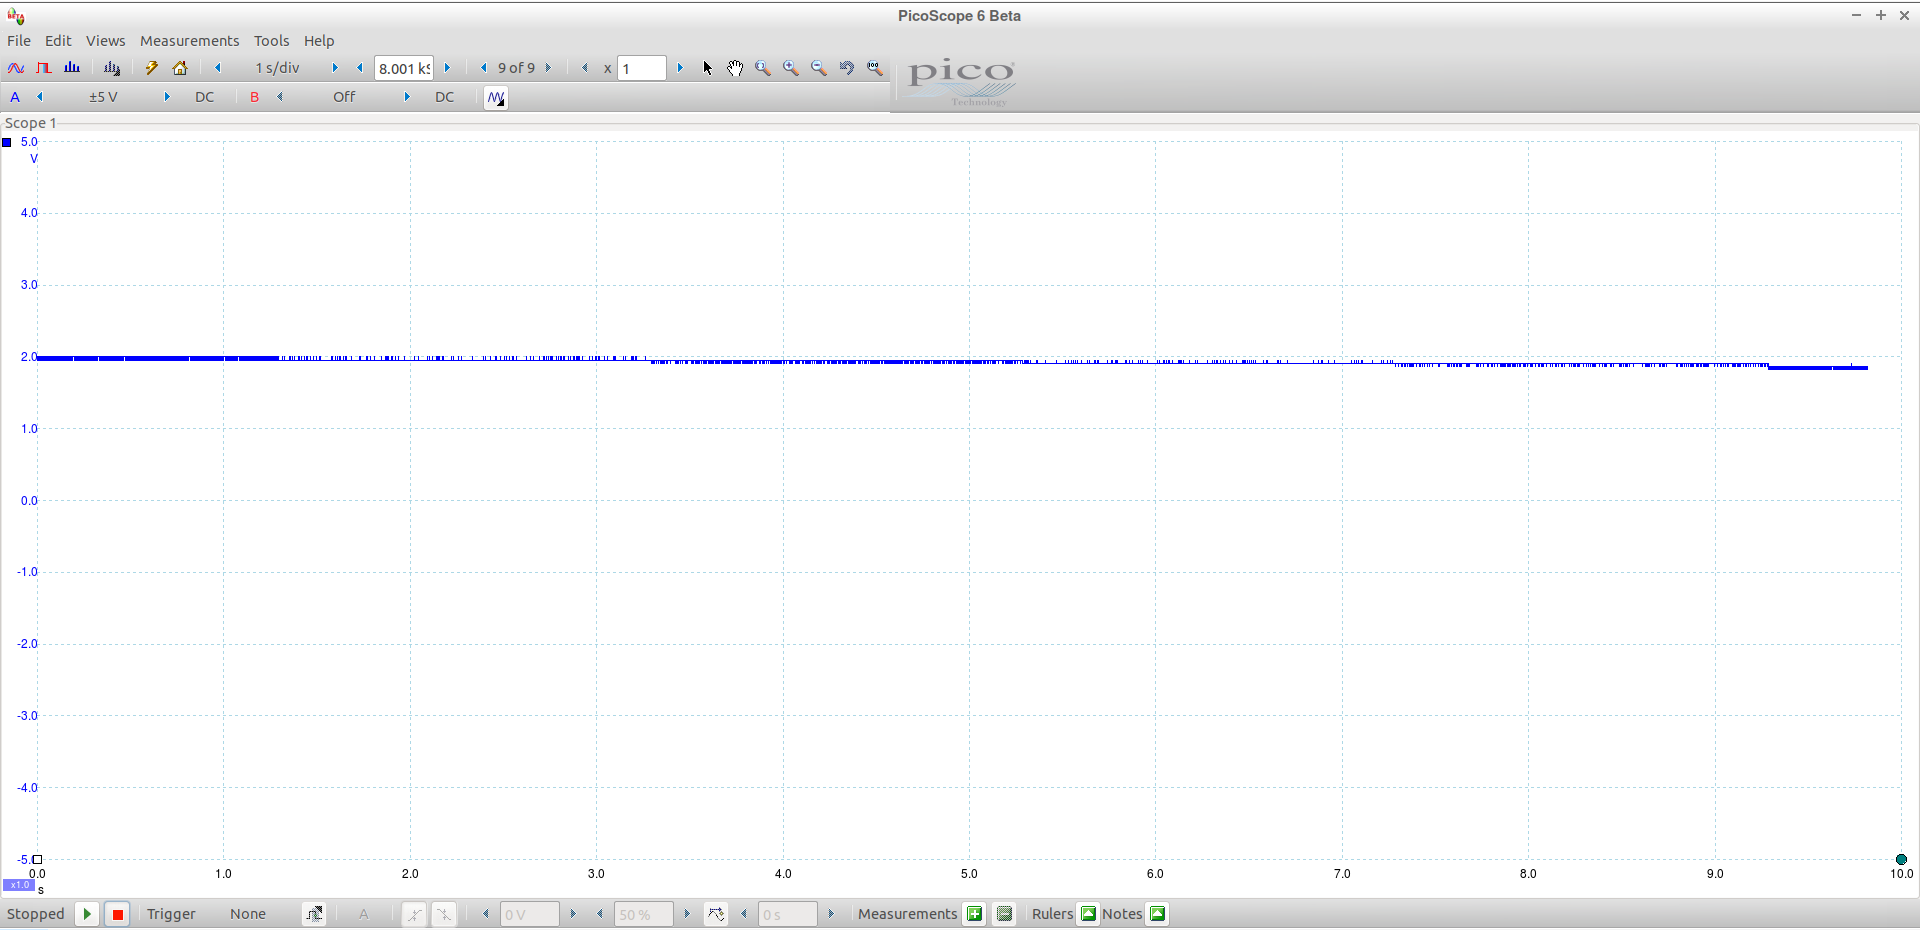 BETA
PicoScope 6 Beta
File Edit Views Measurements Tools Help
1 s/div 8.001 kS 9 of 9 x 1
pico
Technology
A ±5 V DC B Off DC
Scope 1
5.0
V
4.0
3.0
2.0
1.0
0.0
-1.0
-2.0
-3.0
-4.0
-5.0
0.0 1.0 2.0 3.0 4.0 5.0 6.0 7.0 8.0 9.0 10.0
x1.0 s
Stopped Trigger None A 0 V 50 % 0 s Measurements Rulers Notes